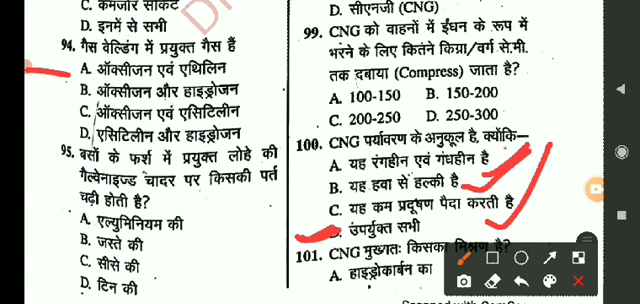 C. कमजोर सॉकेट
D. इनमें से सभी
94. गैस वेल्डिंग में प्रयुक्त गैस हैं
A. ऑक्सीजन एवं एथिलिन
B. ऑक्सीजन और हाइड्रोजन
C. ऑक्सीजन एवं एसिटिलीन
D. एसिटिलीन और हाइड्रोजन
95. बसों के फर्श में प्रयुक्त लोहे की
गैल्वेनाइज्ड चादर पर किसकी पर्त
चढ़ी होती है?
A. एल्युमिनियम की
B. जस्ते की
C. सीसे की
D. टिन की
D. सीएनजी (CNG)
99. CNG को वाहनों में ईंधन के रूप में
भरने के लिए कितने किग्रा/वर्ग से.मी.
तक दबाया (Compress) जाता है?
A. 100-150 B. 150-200
C. 200-250 D. 250-300
100. CNG पर्यावरण के अनुकूल है, क्योंकि–
A. यह रंगहीन एवं गंधहीन है
B. यह हवा से हल्की है
C. यह कम प्रदूषण पैदा करती है
D. उपर्युक्त सभी
101. CNG मुख्यतः किसका मिश्रण है?
A. हाइड्रोकार्बन का